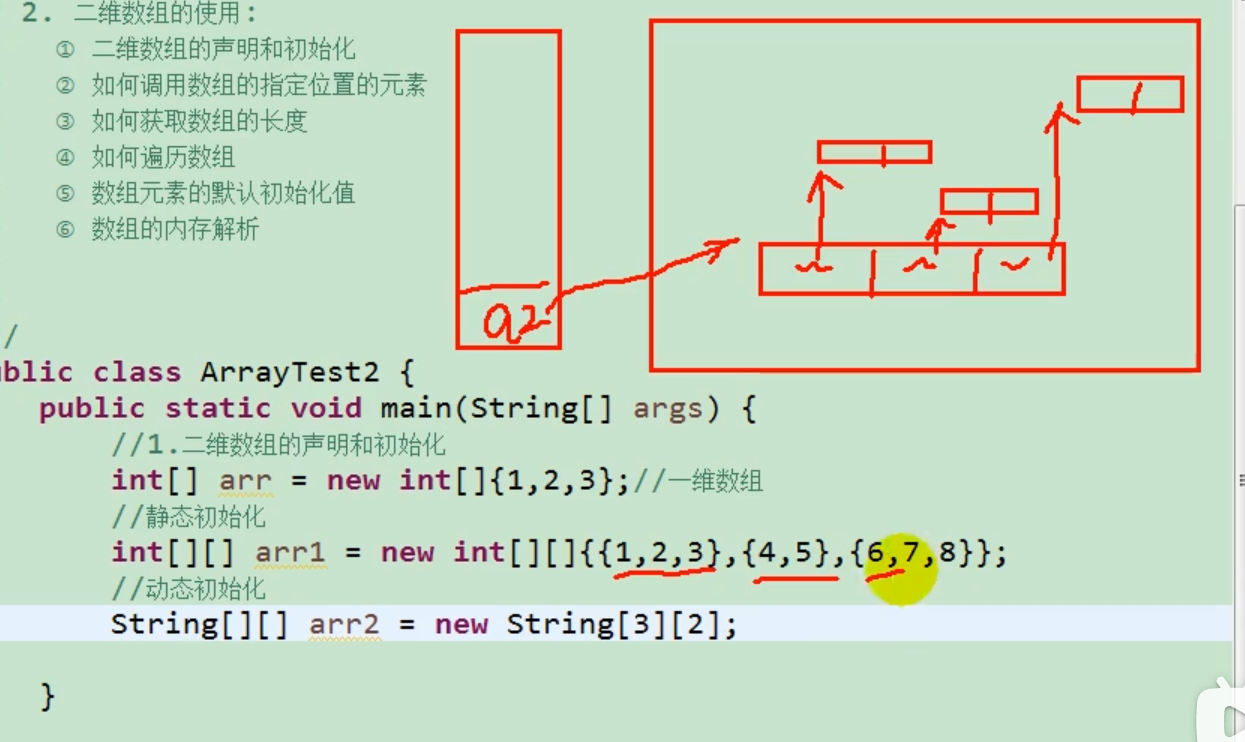 2. 二维数组的使用:
① 二维数组的声明和初始化
② 如何调用数组的指定位置的元素
③ 如何获取数组的长度
④ 如何遍历数组
⑤ 数组元素的默认初始化值
⑥ 数组的内存解析
a2
/
ublic class ArrayTest2 {
public static void main(String[] args) {
//1.二维数组的声明和初始化
int[] arr = new int[]{1,2,3};//一维数组
//静态初始化
int[][] arr1 = new int[][]{{1,2,3},{4,5},{6,7,8}};
//动态初始化
String[][] arr2 = new String[3][2];
}